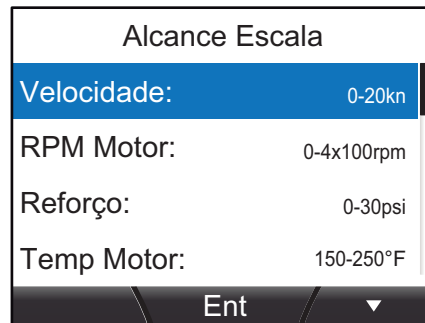 Alcance Escala
Velocidade: 0-20kn
RPM Motor: 0-4x100rpm
Reforço: 0-30psi
Temp Motor: 150-250°F
Ent